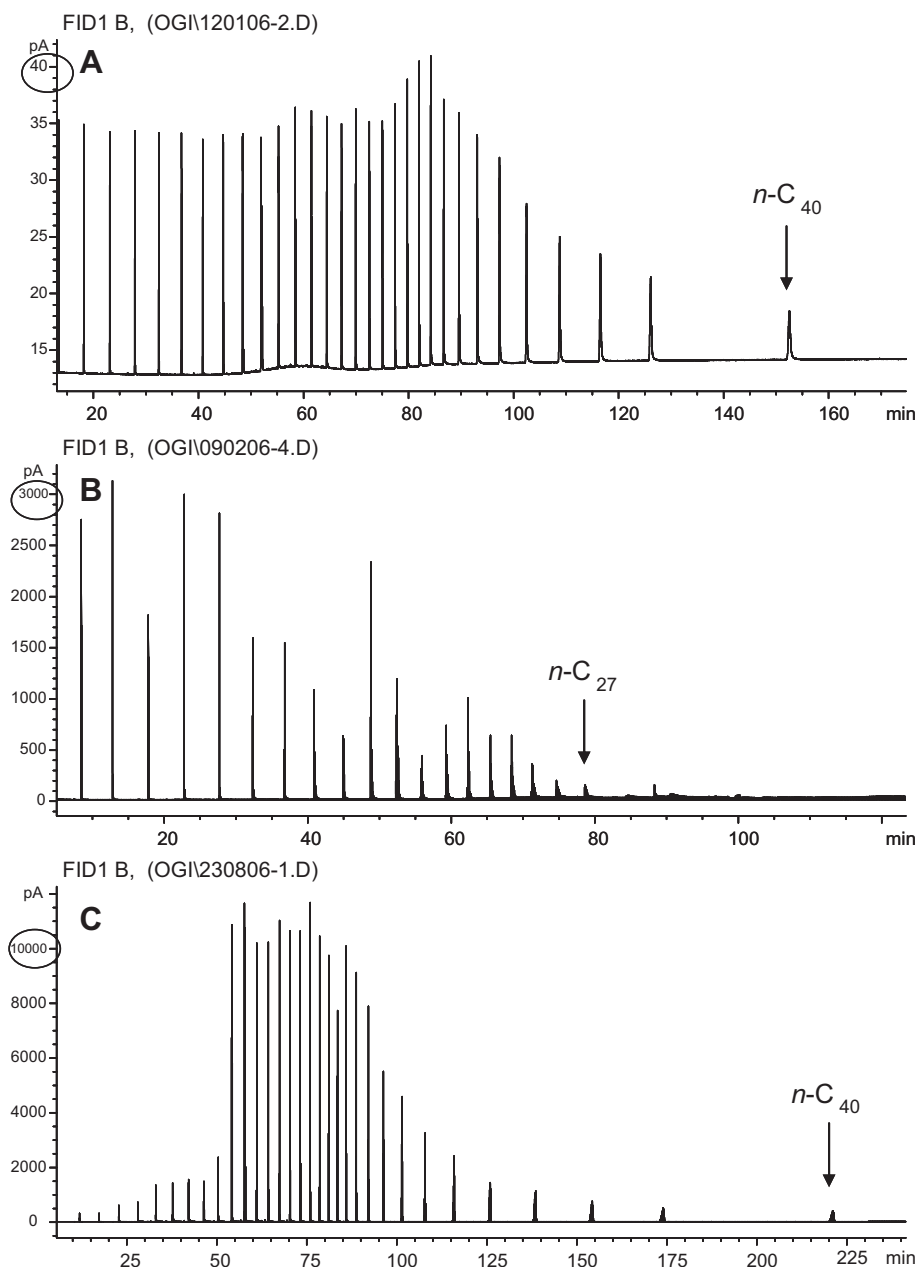 FID1 B, (OGI\120106-2.D)
pA
A
40
35
30
25
20
15
n-C 40
20 40 60 80 100 120 140 160 min
FID1 B, (OGI\090206-4.D)
pA
B
3000
2500
2000
1500
1000
500
0
n-C 27
20 40 60 80 100 min
FID1 B, (OGI\230806-1.D)
pA
C
10000
8000
6000
4000
2000
0
n-C 40
25 50 75 100 125 150 175 200 225 min